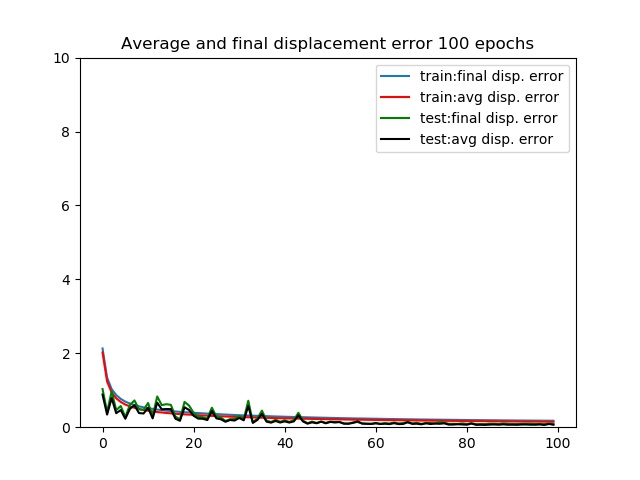 Average and final displacement error 100 epochs
train:final disp. error
train:avg disp. error
test:final disp. error
test:avg disp. error
10
8
6
4
2
0
0 20 40 60 80 100